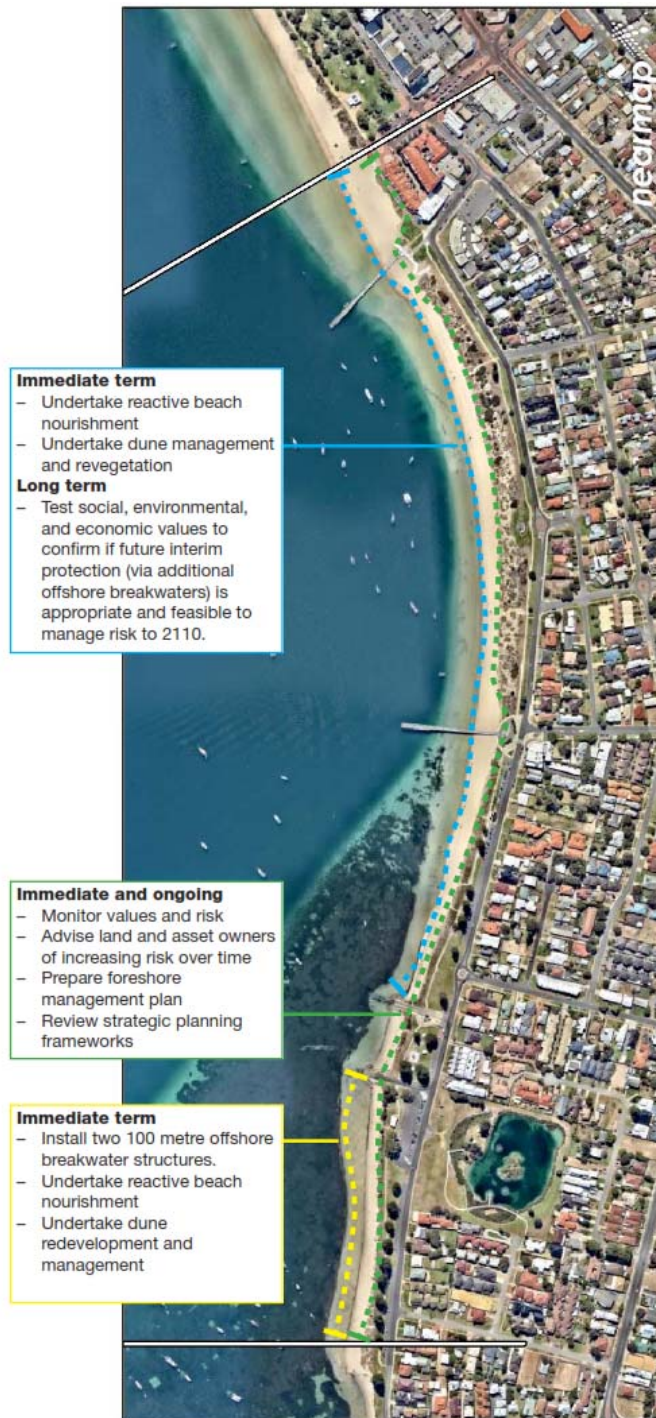 nearmap
Immediate term
– Undertake reactive beach
nourishment
– Undertake dune management
and revegetation
Long term
– Test social, environmental,
and economic values to
confirm if future interim
protection (via additional
offshore breakwaters) is
appropriate and feasible to
manage risk to 2110.
Immediate and ongoing
– Monitor values and risk
– Advise land and asset owners
of increasing risk over time
– Prepare foreshore
management plan
– Review strategic planning
frameworks
Immediate term
– Install two 100 metre offshore
breakwater structures.
– Undertake reactive beach
nourishment
– Undertake dune
redevelopment and
management